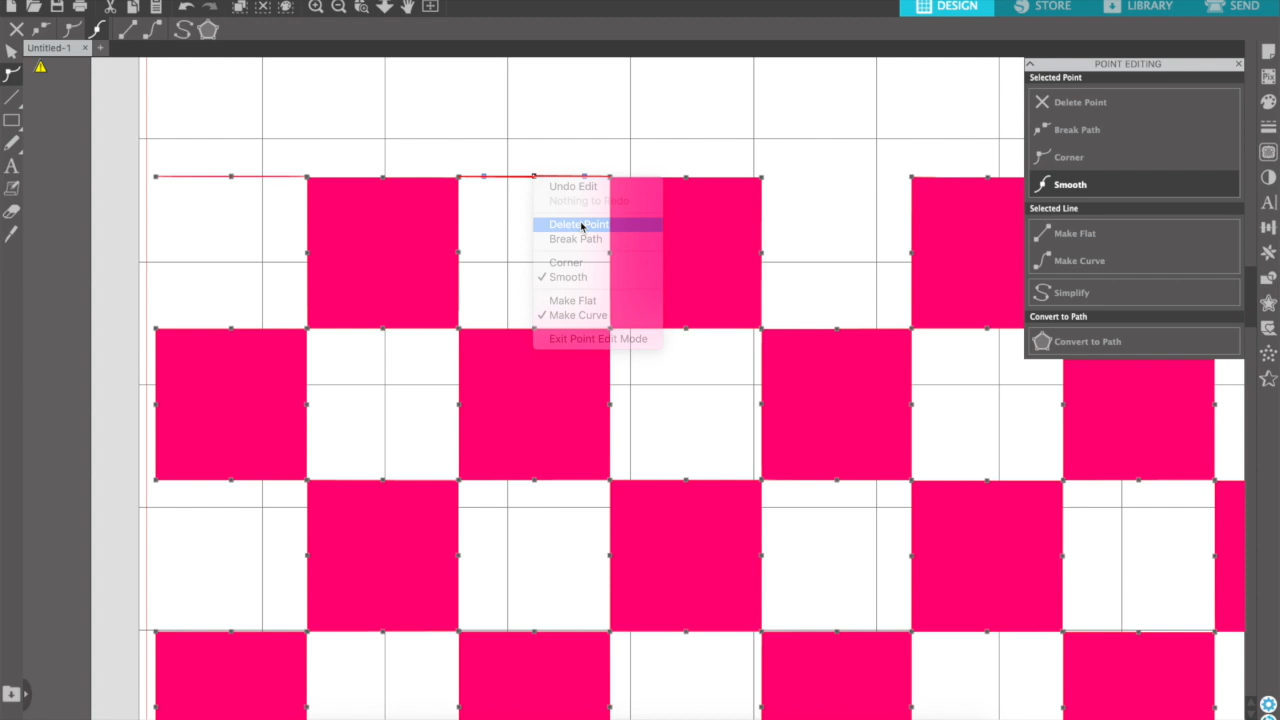 DESIGN
STORE
LIBRARY
SEND
Untitled-1
POINT EDITING
Selected Point
Delete Point
Break Path
Corner
Smooth
Selected Line
Make Flat
Make Curve
Simplify
Convert to Path
Convert to Path
Undo Edit
Nothing to Redo
Delete Point
Break Path
Corner
Smooth
Make Flat
Make Curve
Exit Point Edit Mode